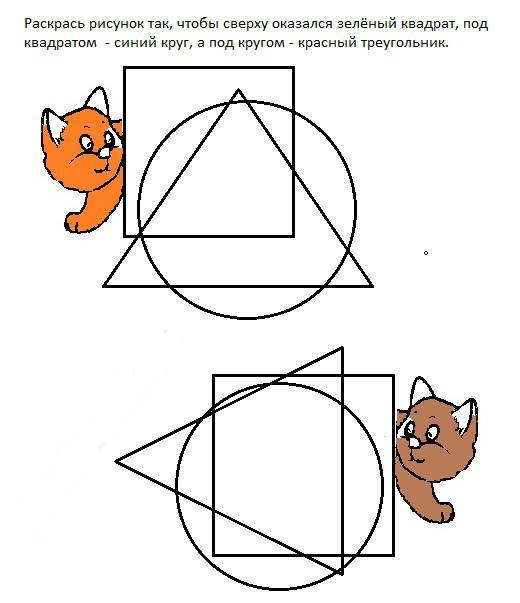 Раскрась рисунок так, чтобы сверху оказался зелёный квадрат, под
квадратом - синий круг, а под кругом - красный треугольник.